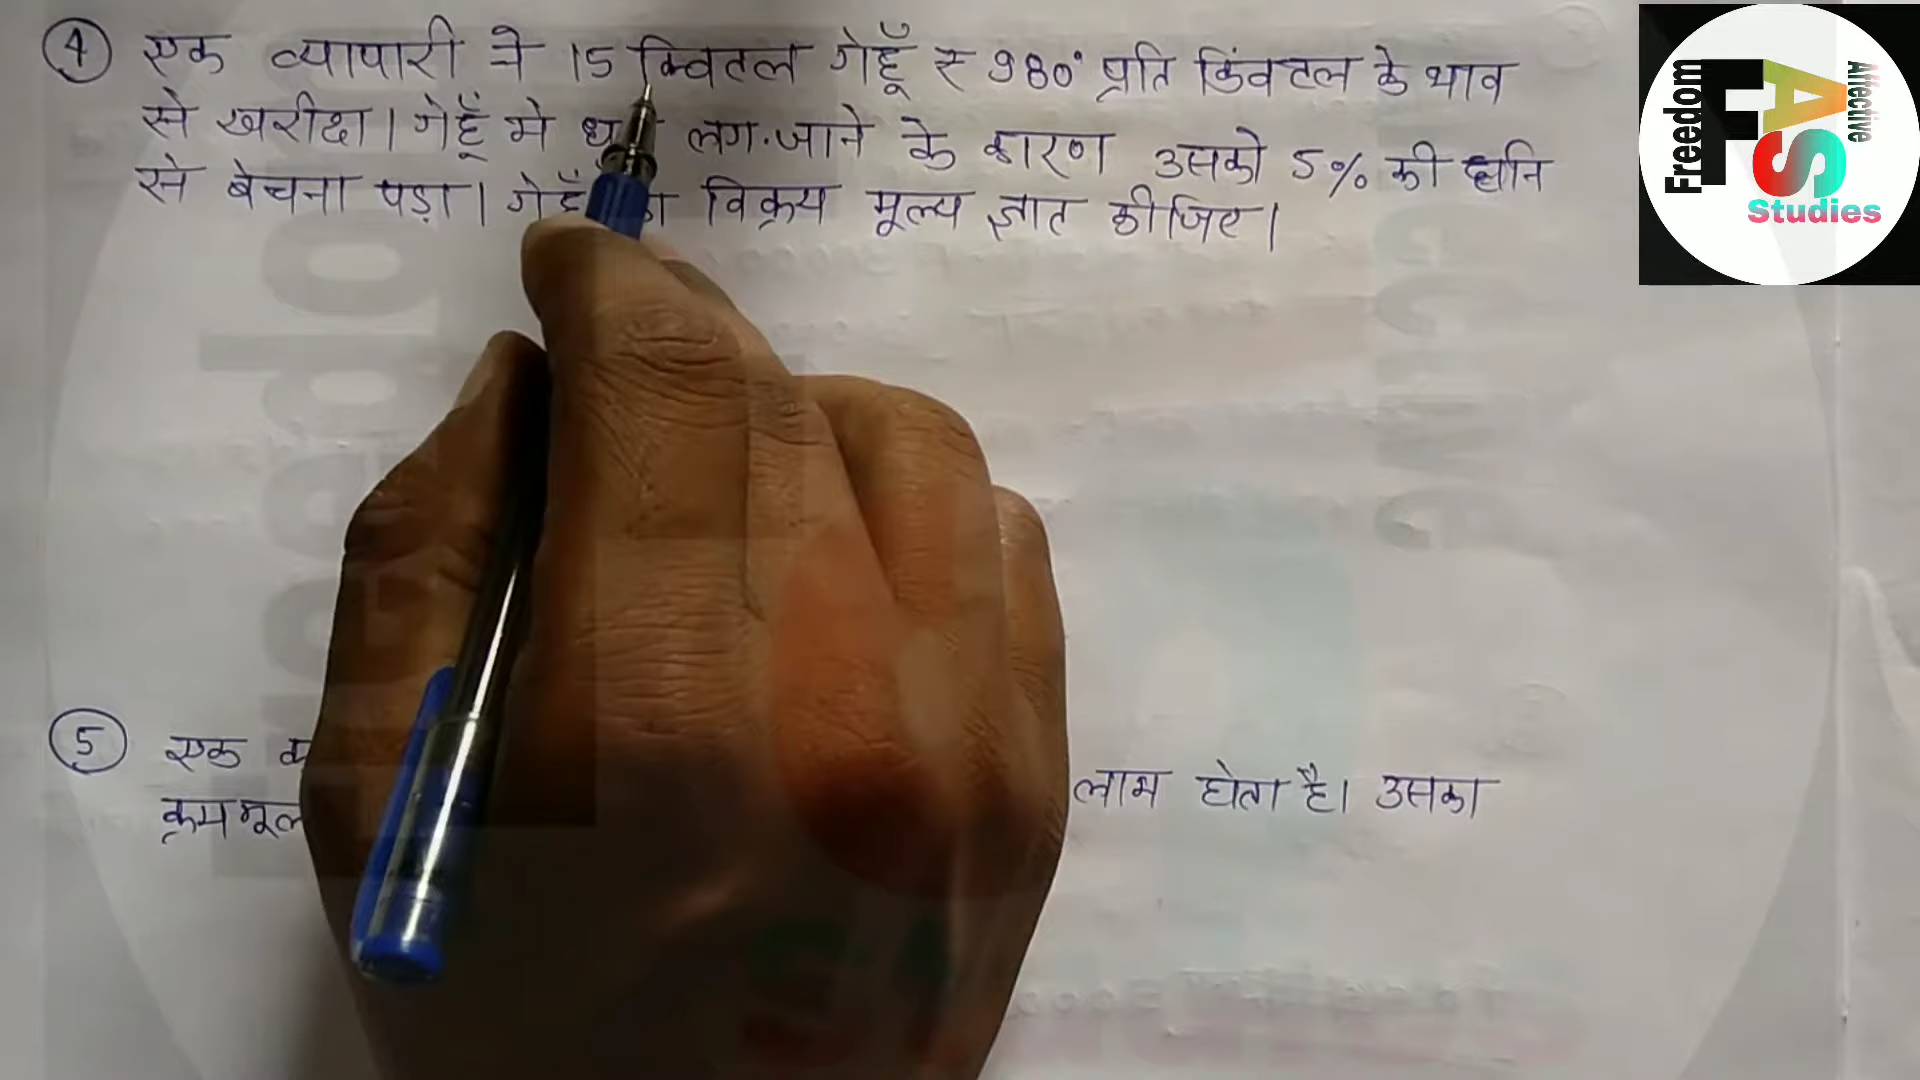 4 एक व्यापारी ने 15 क्विंटल गेहूँ ₹ 980 प्रति क्विंटल के भाव
से खरीदा। गेहूँ मे लग जाने के कारण उसको 5% की हानि
से बेचना पड़ा। गेहूँ का विक्रय मूल्य ज्ञात कीजिए।
5 एक लाभ होता है। उसका
क्रयमूल
Freedom
FAS
Affective
Studies